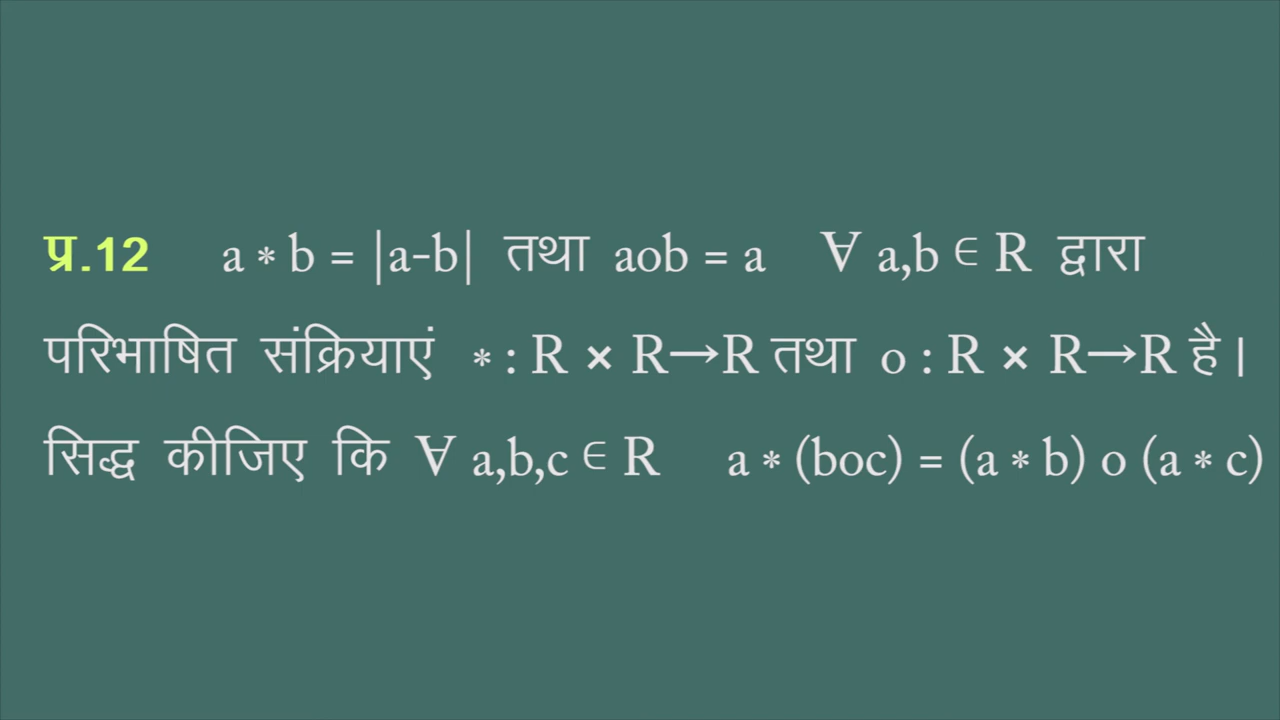 प्र.12 a * b = |a-b| तथा aob = a ∀ a,b ∈ R द्वारा
परिभाषित संक्रियाएं * : R × R→R तथा o : R × R→R है |
सिद्ध कीजिए कि ∀ a,b,c ∈ R a * (boc) = (a * b) o (a * c)